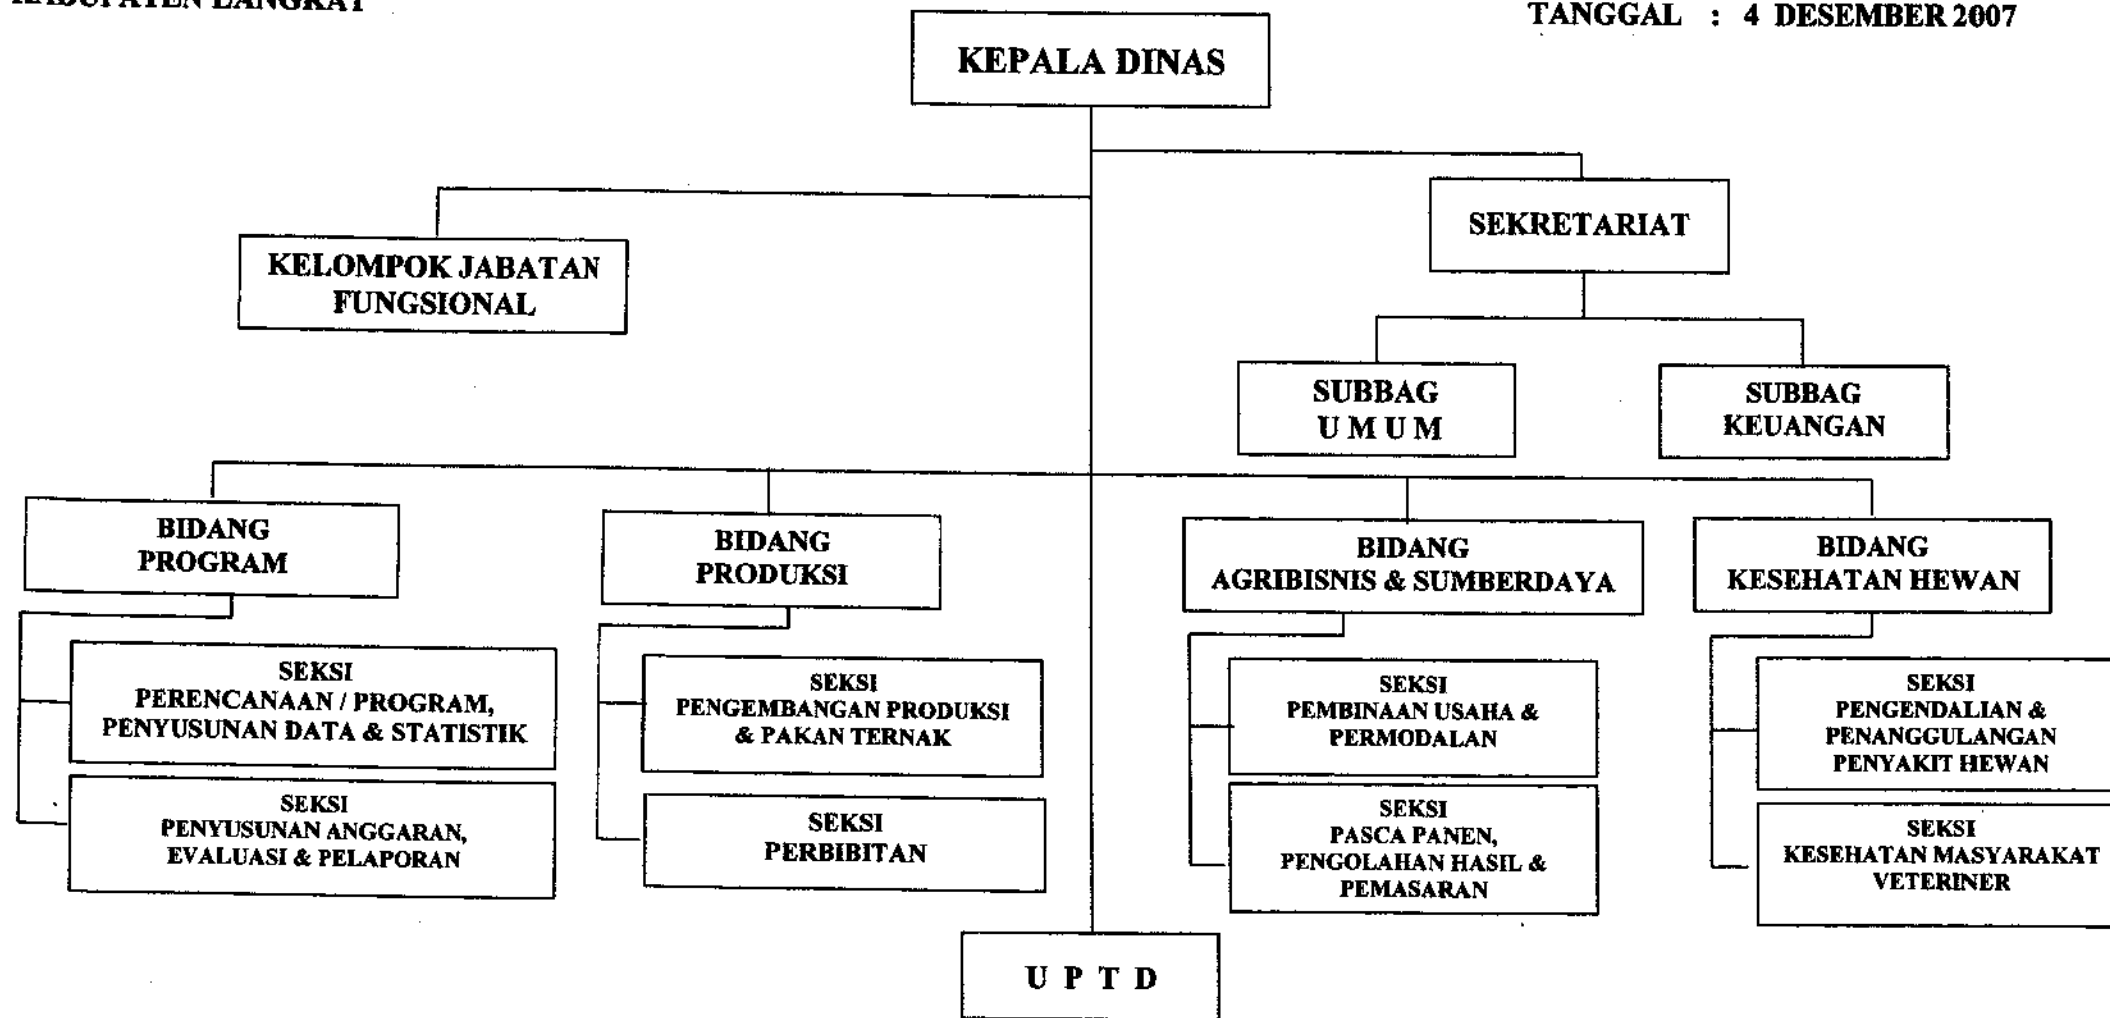 KABUPATEN LANGKAT
TANGGAL : 4 DESEMBER 2007
KEPALA DINAS
SEKRETARIAT
KELOMPOK JABATAN
FUNGSIONAL
SUBBAG
U M U M
SUBBAG
KEUANGAN
BIDANG
PROGRAM
BIDANG
PRODUKSI
BIDANG
AGRIBISNIS & SUMBERDAYA
BIDANG
KESEHATAN HEWAN
SEKSI
PERENCANAAN / PROGRAM,
PENYUSUNAN DATA & STATISTIK
SEKSI
PENYUSUNAN ANGGARAN,
EVALUASI & PELAPORAN
SEKSI
PENGEMBANGAN PRODUKSI
& PAKAN TERNAK
SEKSI
PERBIBITAN
SEKSI
PEMBINAAN USAHA &
PERMODALAN
SEKSI
PASCA PANEN,
PENGOLAHAN HASIL &
PEMASARAN
SEKSI
PENGENDALIAN &
PENANGGULANGAN
PENYAKIT HEWAN
SEKSI
KESEHATAN MASYARAKAT
VETERINER
U P T D